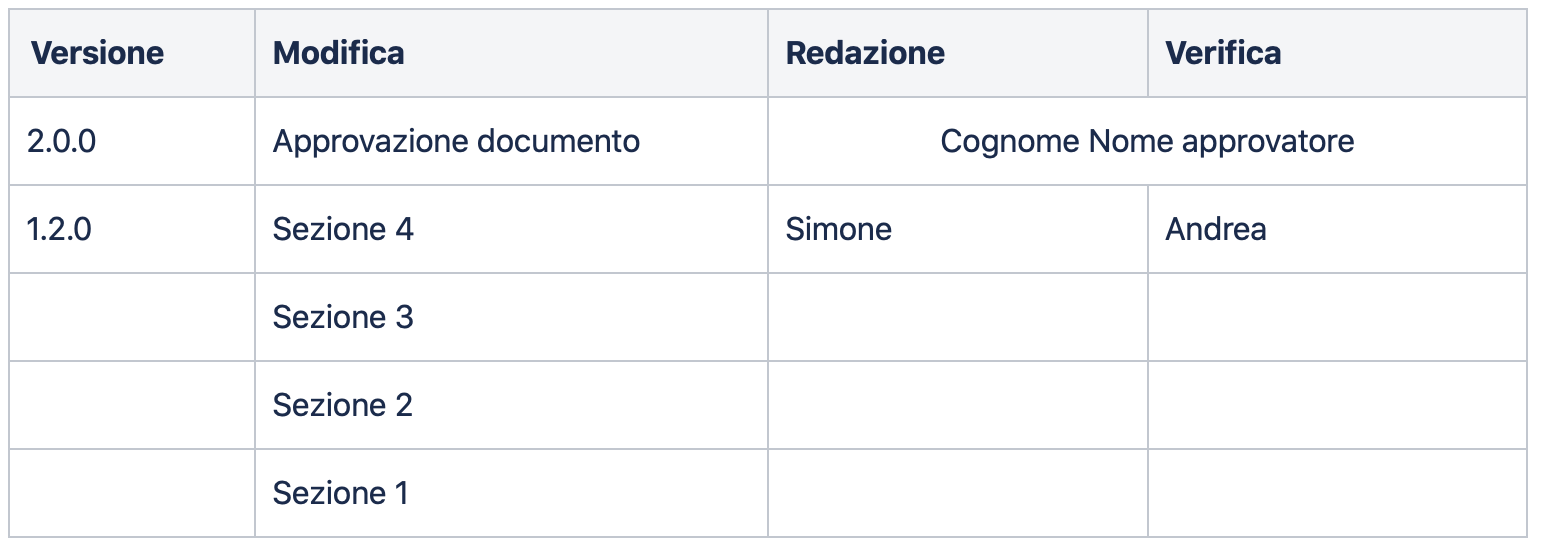 Versione Modifica Redazione Verifica
2.0.0 Approvazione documento Cognome Nome approvatore
1.2.0 Sezione 4 Simone Andrea
Sezione 3
Sezione 2
Sezione 1